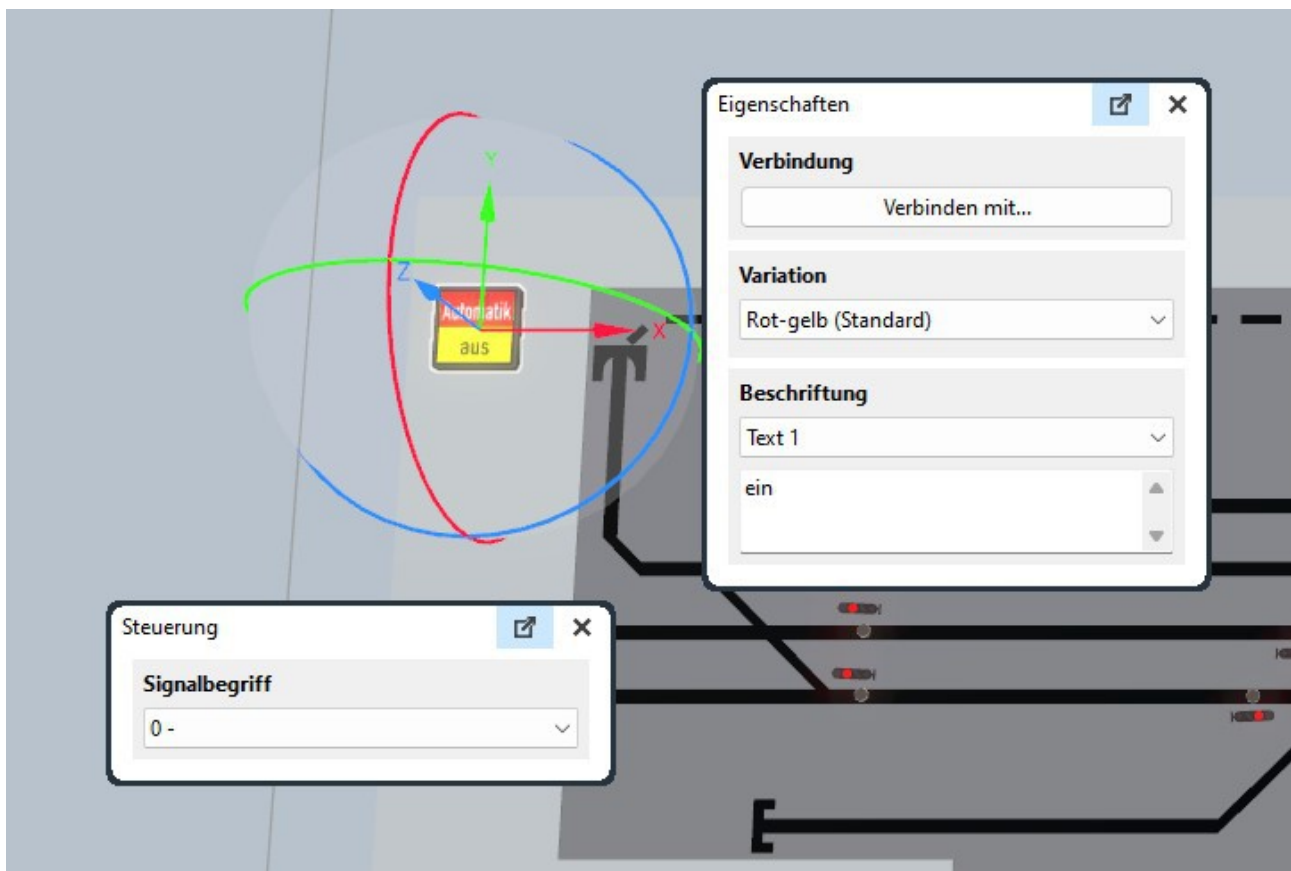 Eigenschaften
Verbindung
Verbinden mit...
Variation
Rot-gelb (Standard)
Beschriftung
Text 1
ein
Y
Z
X
Automatik
aus
Steuerung
Signalbegriff
0 -